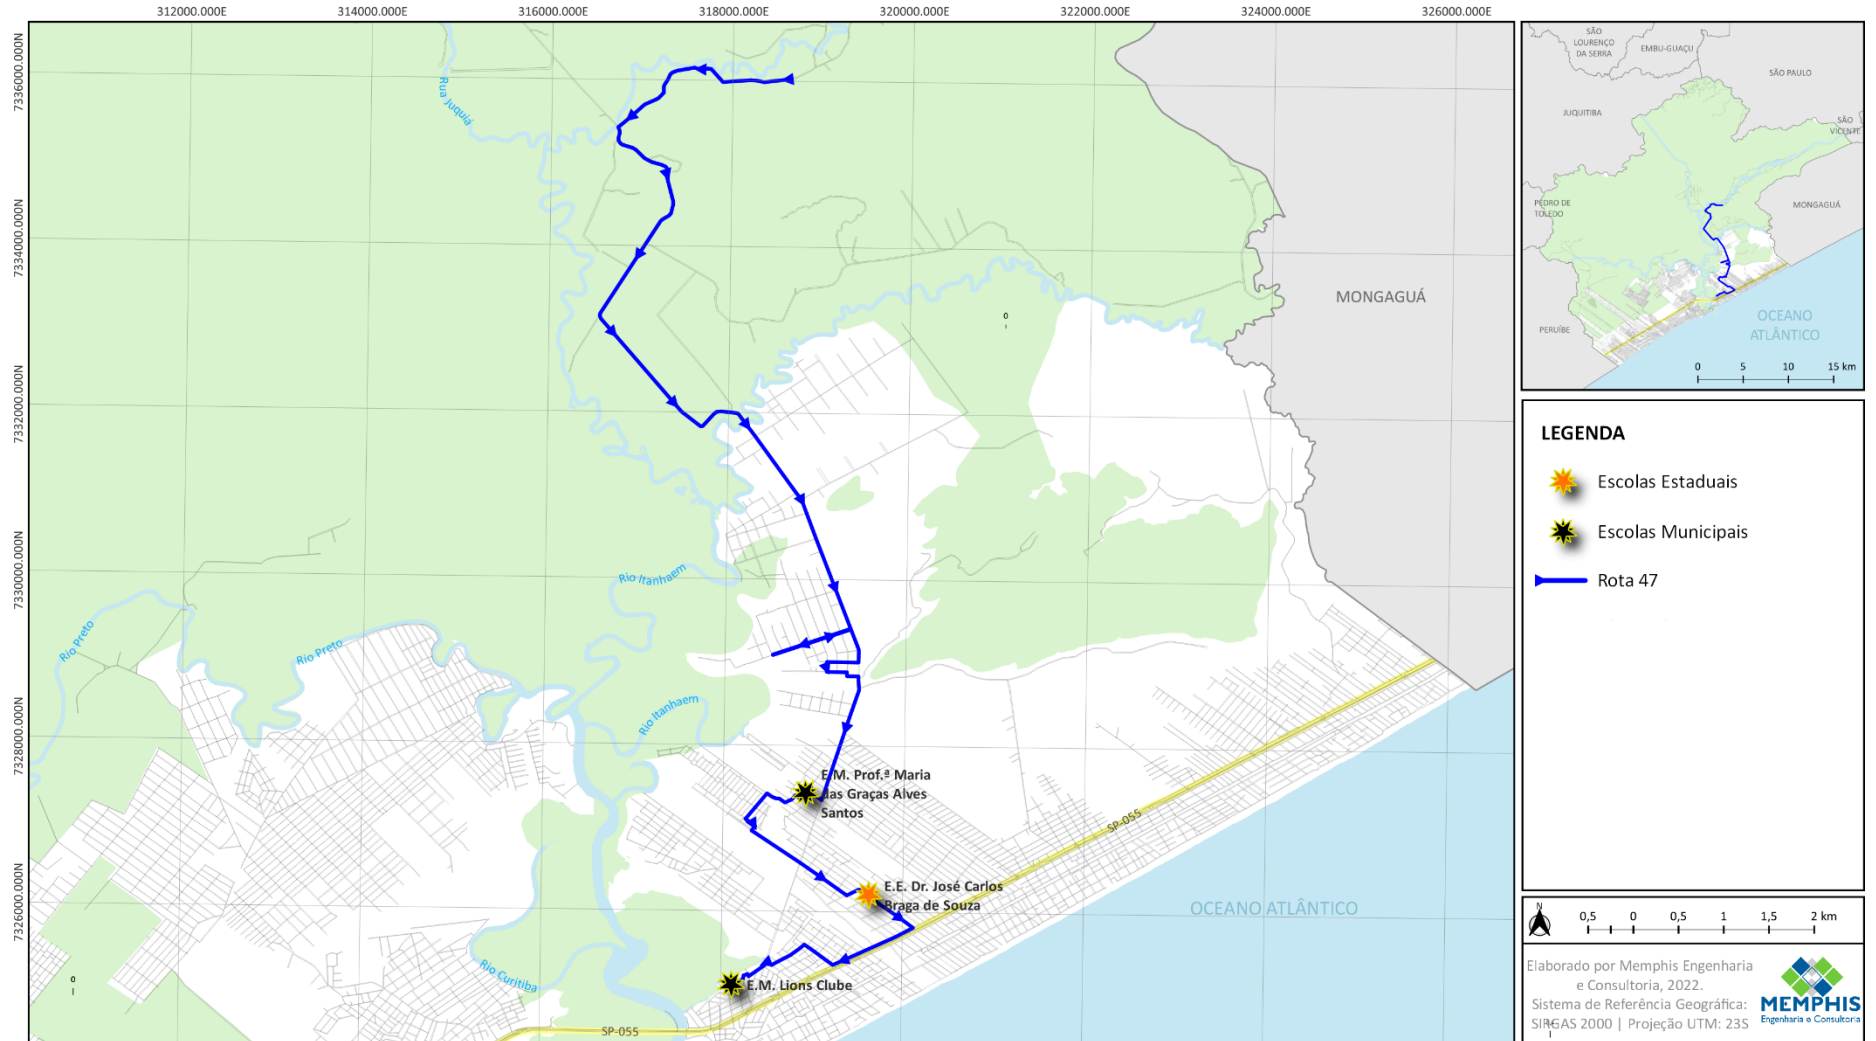 312000.000E
314000.000E
316000.000E
318000.000E
320000.000E
322000.000E
324000.000E
326000.000E
7336000.000N
7334000.000N
7332000.000N
7330000.000N
7328000.000N
7326000.000N
Rua Juquiá
MONGAGUÁ
0
Rio Itanhaem
Rio Preto
Rio Preto
Rio Itanhaem
E.M. Prof.ª Maria
das Graças Alves
Santos
SP-055
E.E. Dr. José Carlos
Braga de Souza
OCEANO ATLÂNTICO
Rio Curitiba
0
E.M. Lions Clube
SP-055
SÃO
LOURENÇO
DA SERRA
EMBU-GUAÇU
SÃO PAULO
JUQUITIBA
SÃO
VICENTE
PEDRO DE
TOLEDO
MONGAGUÁ
OCEANO
ATLÂNTICO
PERUÍBE
0 5 10 15 km
LEGENDA
Escolas Estaduais
Escolas Municipais
Rota 47
N
0,5 0 0,5 1 1,5 2 km
Elaborado por Memphis Engenharia
e Consultoria, 2022.
Sistema de Referência Geográfica:
SIRGAS 2000 | Projeção UTM: 23S
MEMPHIS
Engenharia e Consultoria